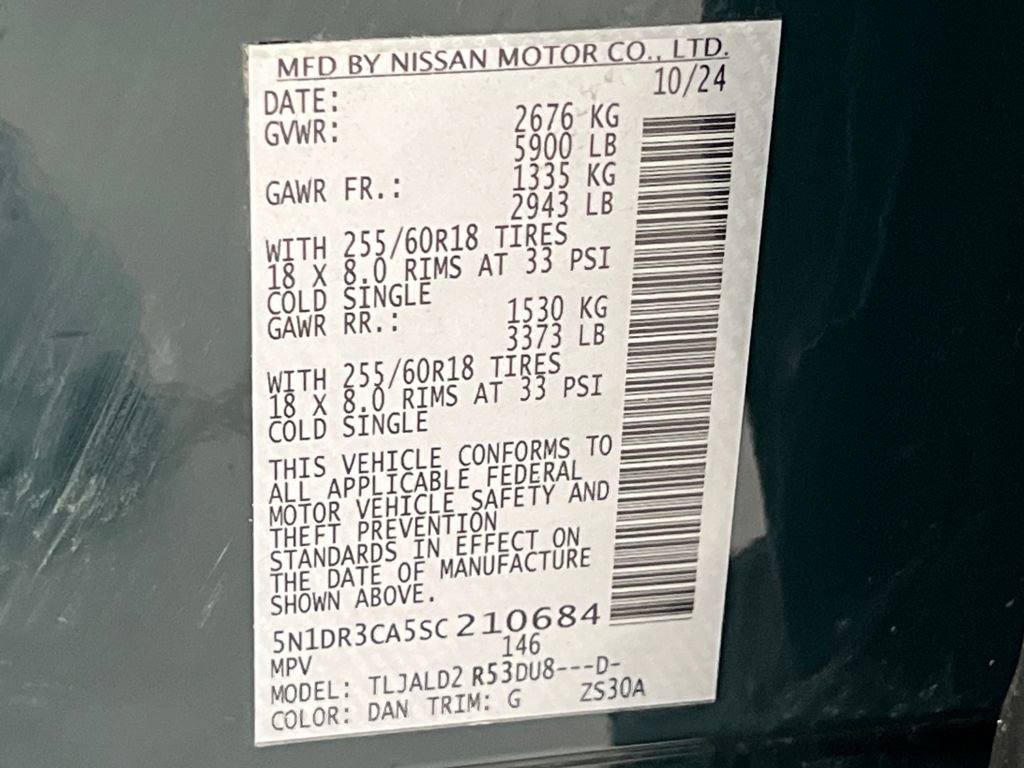 MFD BY NISSAN MOTOR CO., LTD.
DATE: 10/24
GVWR: 2676 KG
5900 LB
GAWR FR.: 1335 KG
2943 LB
WITH 255/60R18 TIRES
18 X 8.0 RIMS AT 33 PSI
COLD SINGLE
GAWR RR.: 1530 KG
3373 LB
WITH 255/60R18 TIRES
18 X 8.0 RIMS AT 33 PSI
COLD SINGLE
THIS VEHICLE CONFORMS TO
ALL APPLICABLE FEDERAL
MOTOR VEHICLE SAFETY AND
THEFT PREVENTION
STANDARDS IN EFFECT ON
THE DATE OF MANUFACTURE
SHOWN ABOVE.
5N1DR3CA5SC210684
MPV 146
MODEL: TLJALD2 R53DU8---D-
COLOR: DAN TRIM: G ZS30A